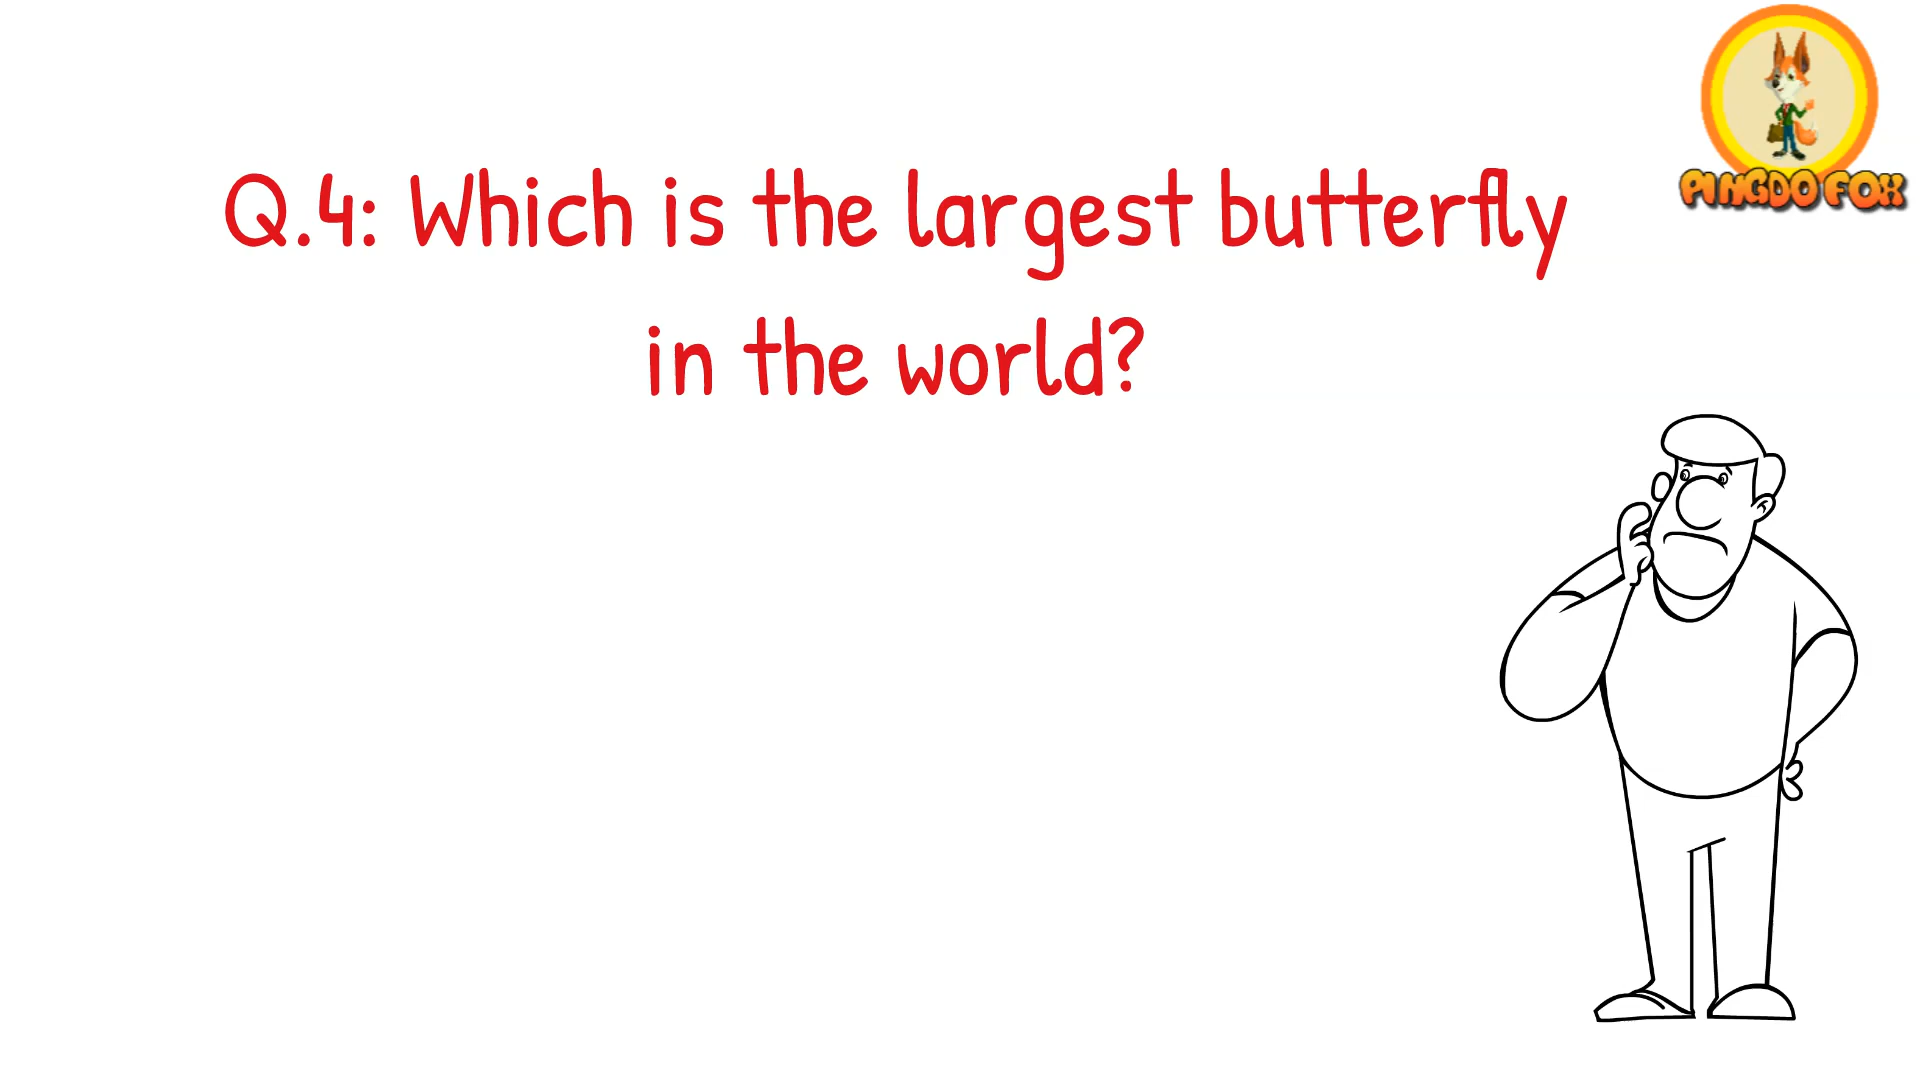 PINGDO FOX
Q.4: Which is the largest butterfly
in the world?